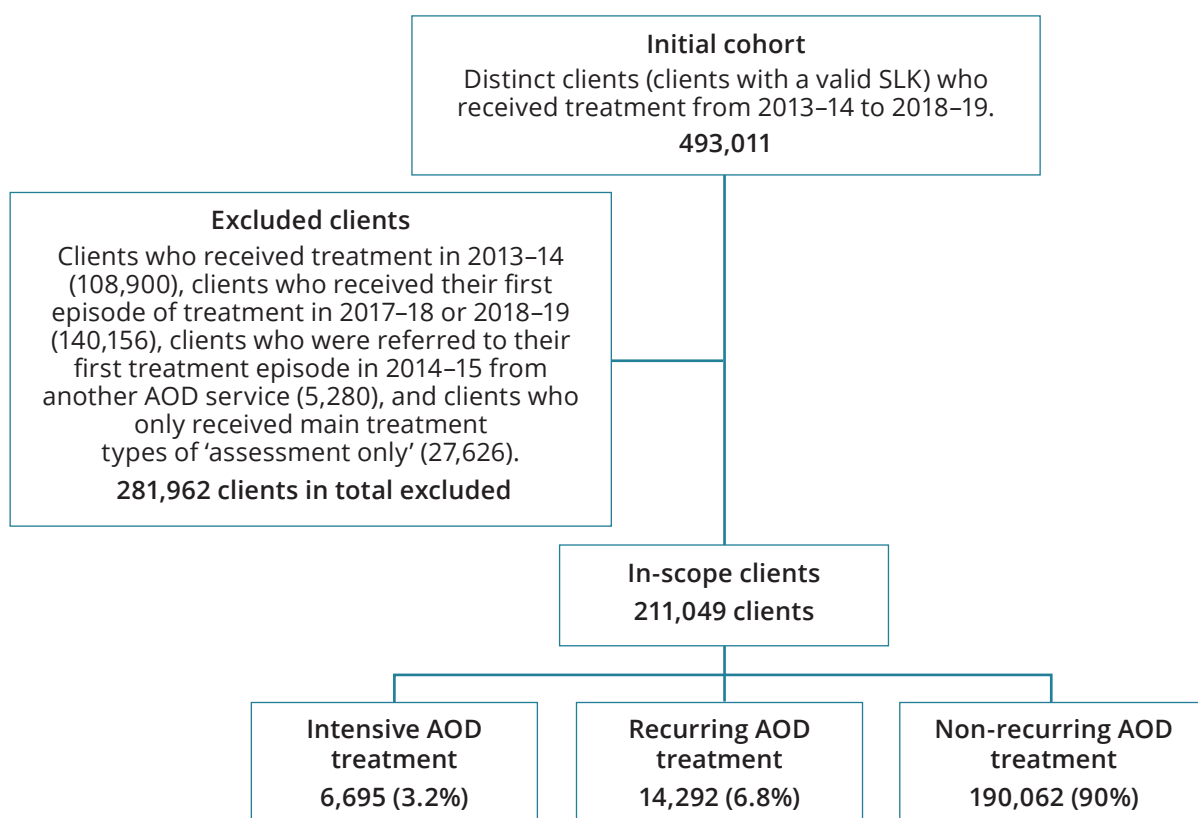 Initial cohort
Distinct clients (clients with a valid SLK) who
received treatment from 2013–14 to 2018–19.
493,011
Excluded clients
Clients who received treatment in 2013–14
(108,900), clients who received their first
episode of treatment in 2017–18 or 2018–19
(140,156), clients who were referred to their
first treatment episode in 2014–15 from
another AOD service (5,280), and clients who
only received main treatment
types of ‘assessment only’ (27,626).
281,962 clients in total excluded
In-scope clients
211,049 clients
Intensive AOD
treatment
6,695 (3.2%)
Recurring AOD
treatment
14,292 (6.8%)
Non-recurring AOD
treatment
190,062 (90%)